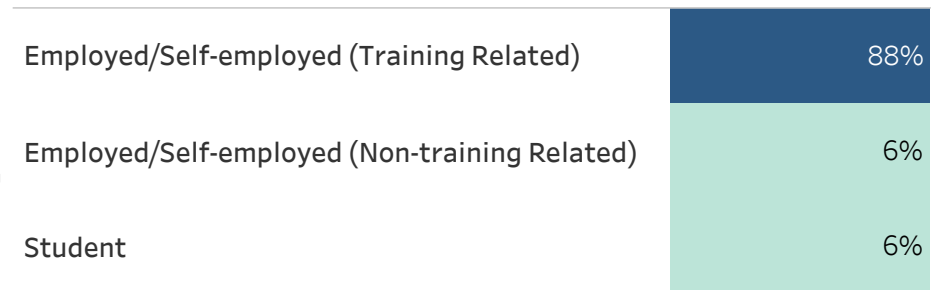 Employed/Self-employed (Training Related) 88%
Employed/Self-employed (Non-training Related) 6%
Student 6%